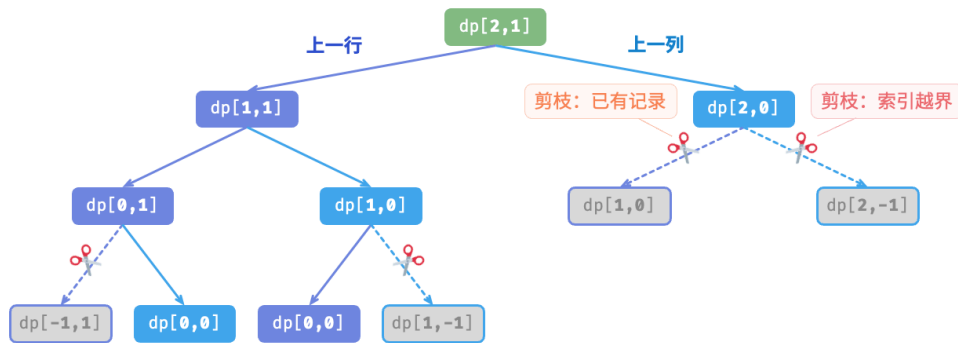 dp[2,1]
上一行
上一列
dp[1,1]
剪枝：已有记录
dp[2,0]
剪枝：索引越界
dp[0,1]
dp[1,0]
dp[1,0]
dp[2,-1]
dp[-1,1]
dp[0,0]
dp[0,0]
dp[1,-1]